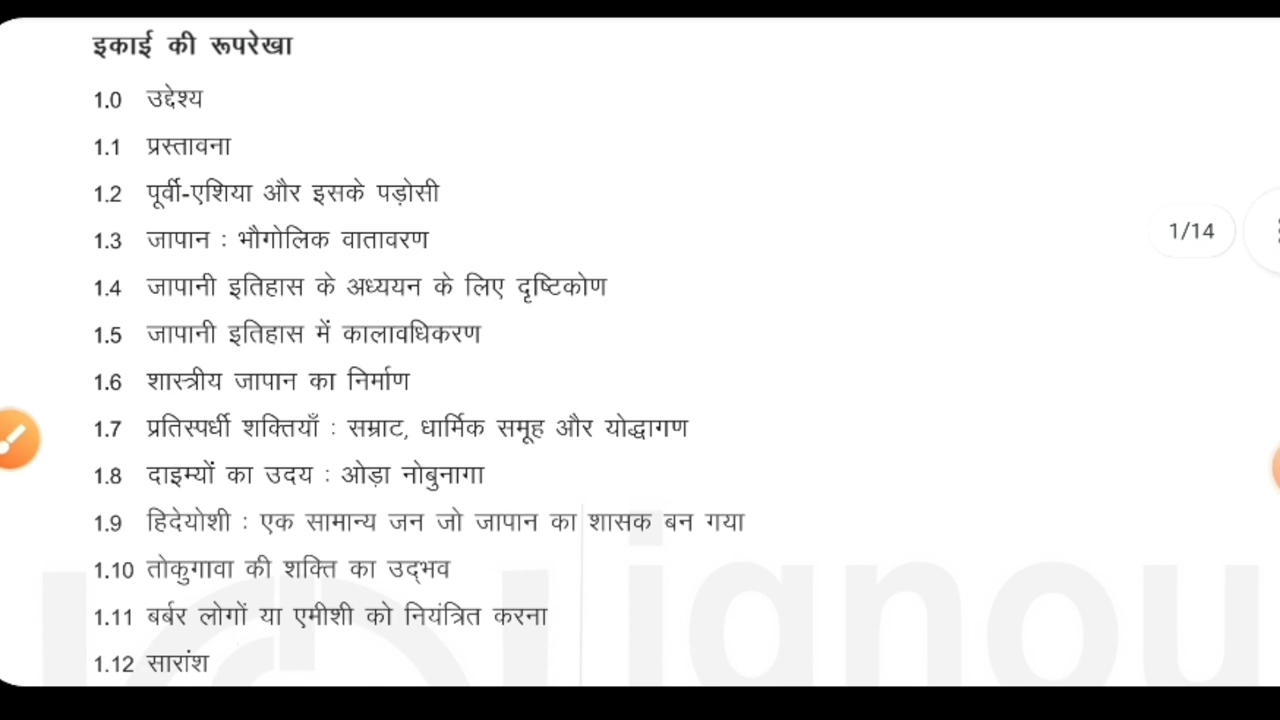 इकाई की रूपरेखा
1.0 उद्देश्य
1.1 प्रस्तावना
1.2 पूर्वी-एशिया और इसके पड़ोसी
1/14
1.3 जापान : भौगोलिक वातावरण
1.4 जापानी इतिहास के अध्ययन के लिए दृष्टिकोण
1.5 जापानी इतिहास में कालावधिकरण
1.6 शास्त्रीय जापान का निर्माण
1.7 प्रतिस्पर्धी शक्तियाँ : सम्राट, धार्मिक समूह और योद्धागण
1.8 दाइम्यों का उदय : ओड़ा नोबुनागा
1.9 हिदेयोशी : एक सामान्य जन जो जापान का शासक बन गया
1.10 तोकुगावा की शक्ति का उद्भव
1.11 बर्बर लोगों या एमीशी को नियंत्रित करना
1.12 सारांश
ignou